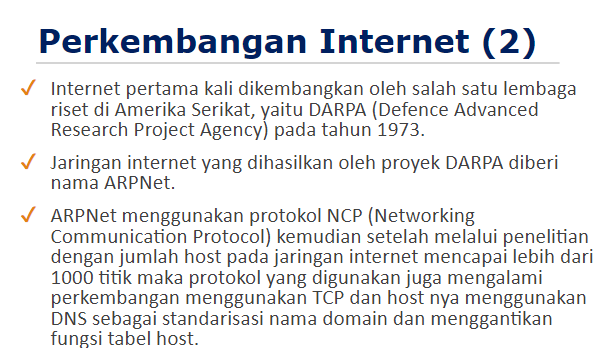 Perkembangan Internet (2)
✓ Internet pertama kali dikembangkan oleh salah satu lembaga
riset di Amerika Serikat, yaitu DARPA (Defence Advanced
Research Project Agency) pada tahun 1973.
✓ Jaringan internet yang dihasilkan oleh proyek DARPA diberi
nama ARPNet.
✓ ARPNet menggunakan protokol NCP (Networking
Communication Protocol) kemudian setelah melalui penelitian
dengan jumlah host pada jaringan internet mencapai lebih dari
1000 titik maka protokol yang digunakan juga mengalami
perkembangan menggunakan TCP dan host nya menggunakan
DNS sebagai standarisasi nama domain dan menggantikan
fungsi tabel host.